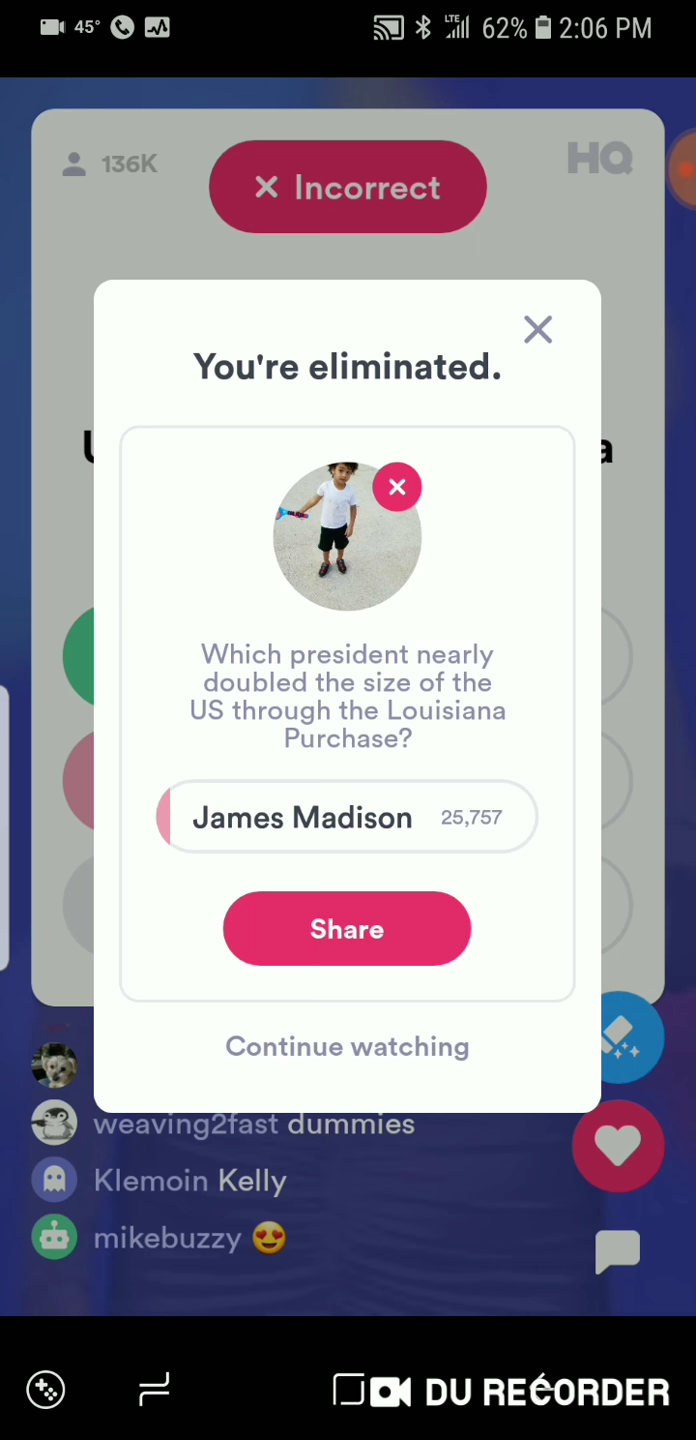 45°
LTE
62%
2:06 PM
136K
× Incorrect
HQ
You're eliminated.
Which president nearly
doubled the size of the
US through the Louisiana
Purchase?
James Madison 25,757
Share
Continue watching
weaving2fast dummies
Klemoin Kelly
mikebuzzy 😍
DU RECORDER